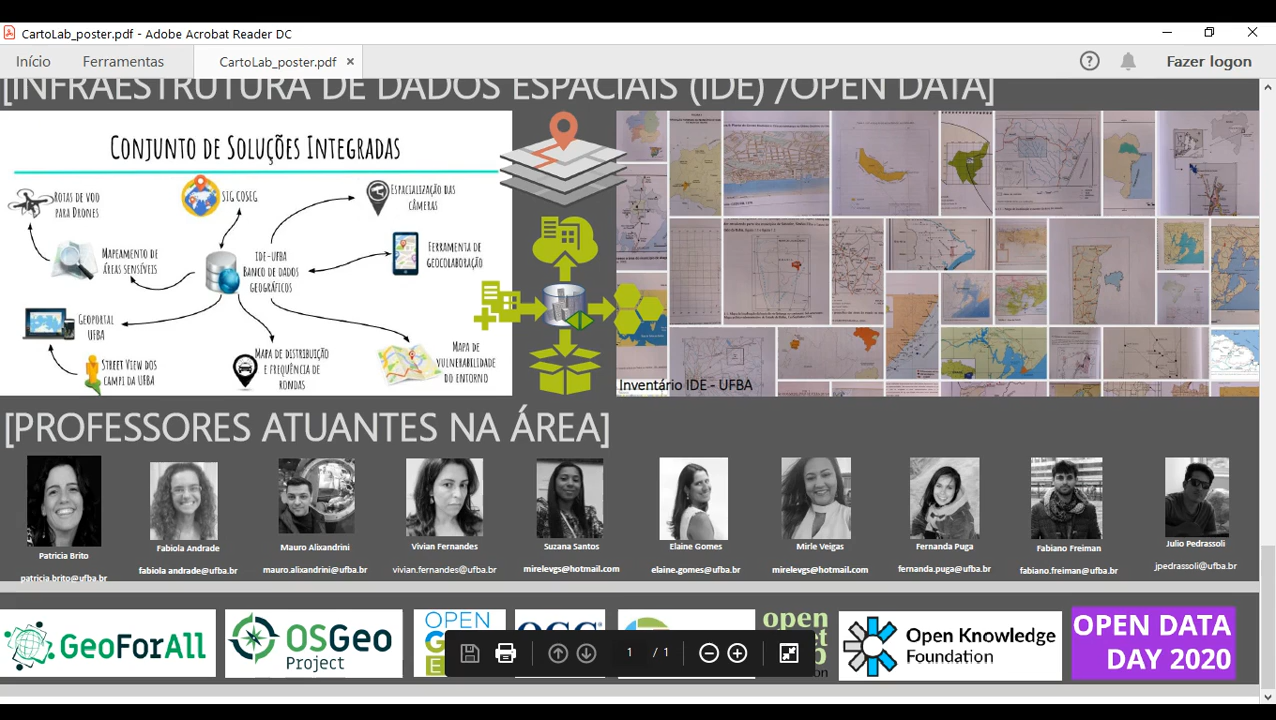 CartoLab_poster.pdf - Adobe Acrobat Reader DC
Início
Ferramentas
CartoLab_poster.pdf
Fazer logon
[INFRAESTRUTURA DE DADOS ESPACIAIS (IDE) /OPEN DATA]
CONJUNTO DE SOLUÇÕES INTEGRADAS
ROTAS DE VOO
PARA DRONES
SIG COSEG
ESPACIALIZAÇÃO DAS
CÂMERAS
MAPEAMENTO DE
ÁREAS SENSÍVEIS
IDE-UFBA
BANCO DE DADOS
GEOGRÁFICOS
FERRAMENTA DE
GEOCOLABORAÇÃO
GEOPORTAL
UFBA
STREET VIEW DOS
CAMPI DA UFBA
MAPA DE DISTRIBUIÇÃO
E FREQUÊNCIA DE
RONDAS
MAPA DE
VULNERABILIDADE
DO ENTORNO
Inventário IDE - UFBA
[PROFESSORES ATUANTES NA ÁREA]
Patricia Brito
Fabiola Andrade
Mauro Alixandrini
Vivian Fernandes
Suzana Santos
Elaine Gomes
Mirle Veigas
Fernanda Puga
Fabiano Freiman
Julio Pedrassoli
patricia.brito@ufba.br
fabiola andrade@ufba.br
mauro.alixandrini@ufba.br
vivian.fernandes@ufba.br
mirelevgs@hotmail.com
elaine.gomes@ufba.br
mirelevgs@hotmail.com
fernanda.puga@ufba.br
fabiano.freiman@ufba.br
jpedrassoli@ufba.br
GeoForAll
OSGeo
Project
OPEN
open
Open Knowledge
Foundation
OPEN DATA
DAY 2020
1 / 1